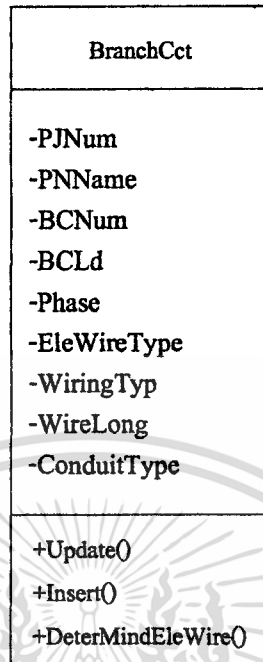 BranchCct
-PJNum
-PNName
-BCNum
-BCLd
-Phase
-EleWireType
-WiringTyp
-WireLong
-ConduitType
+Update()
+Insert()
+DeterMindEleWire()